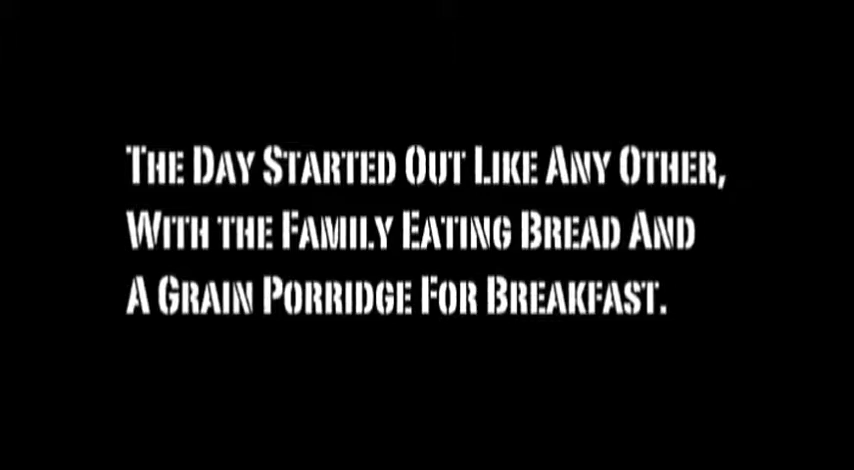 The Day Started Out Like Any Other,
With the Family Eating Bread And
A Grain Porridge For Breakfast.